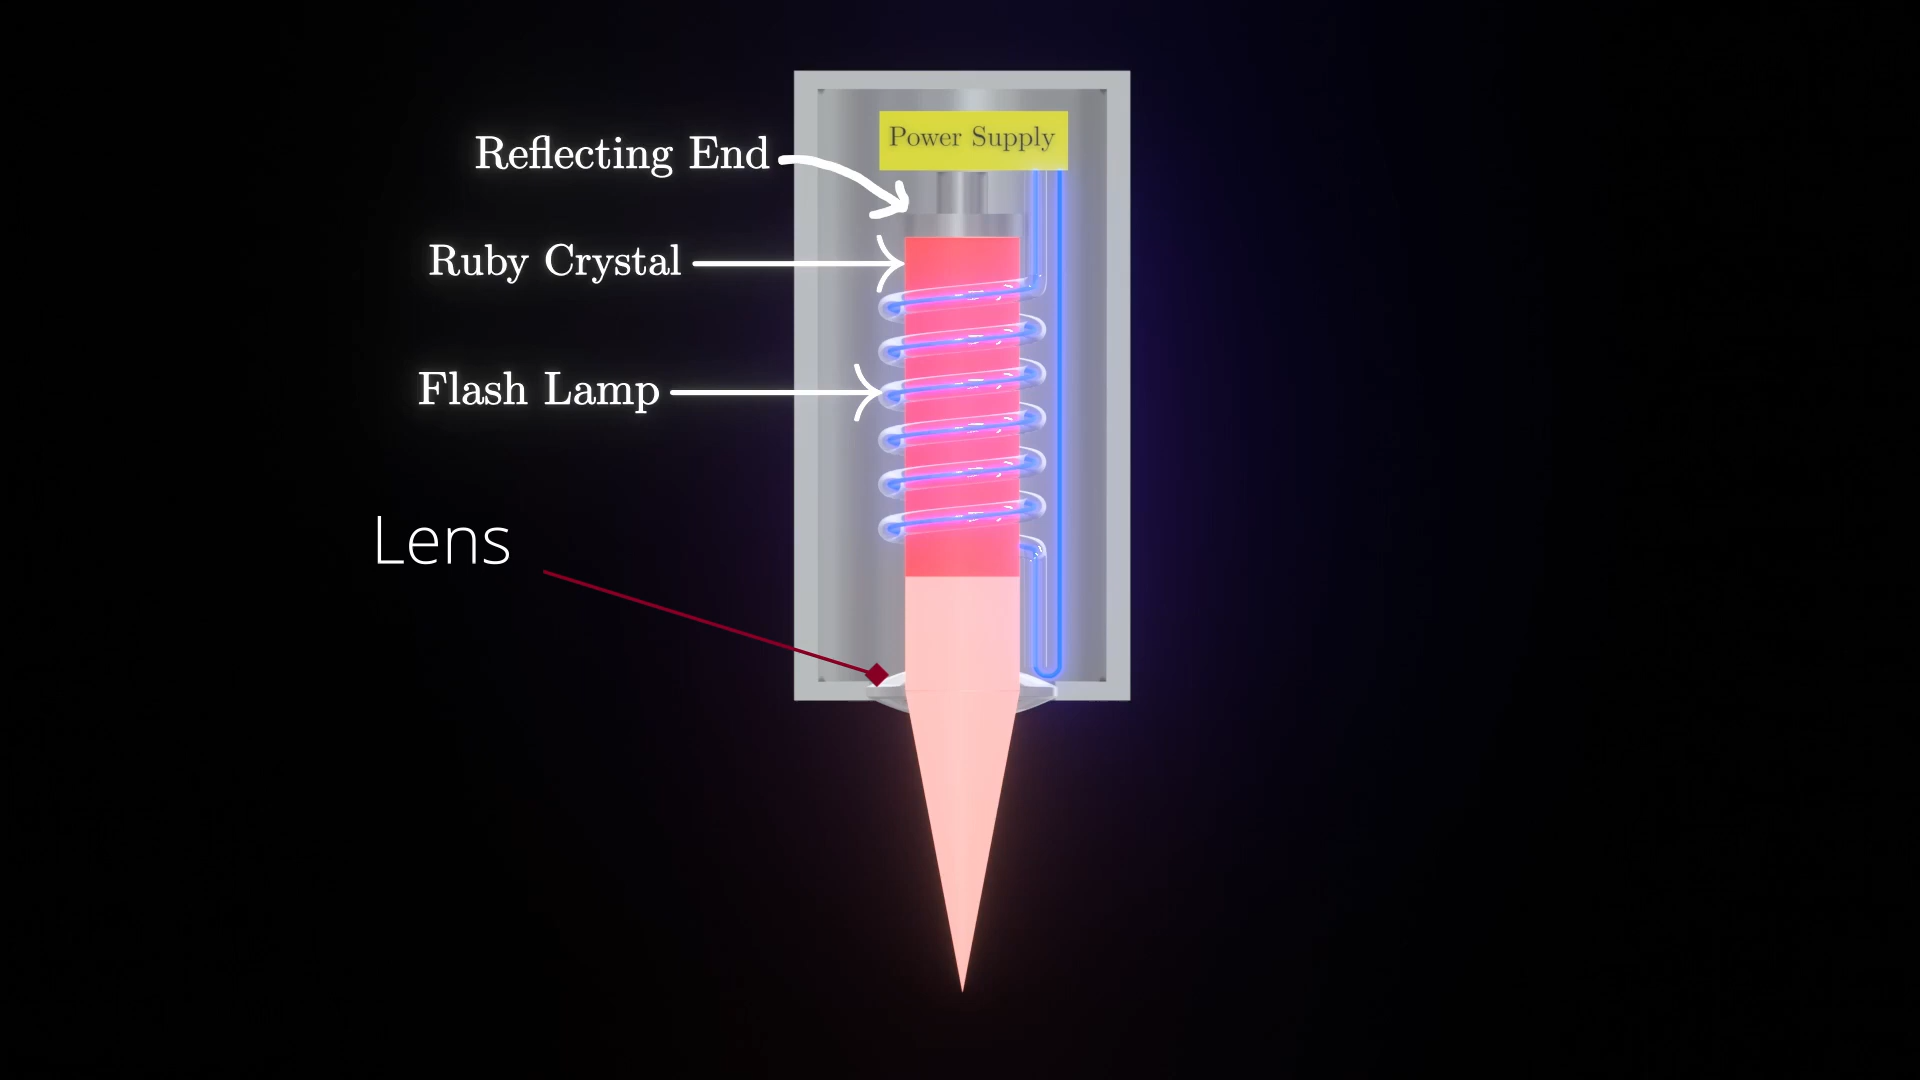 Power Supply
Reflecting End
Ruby Crystal
Flash Lamp
Lens